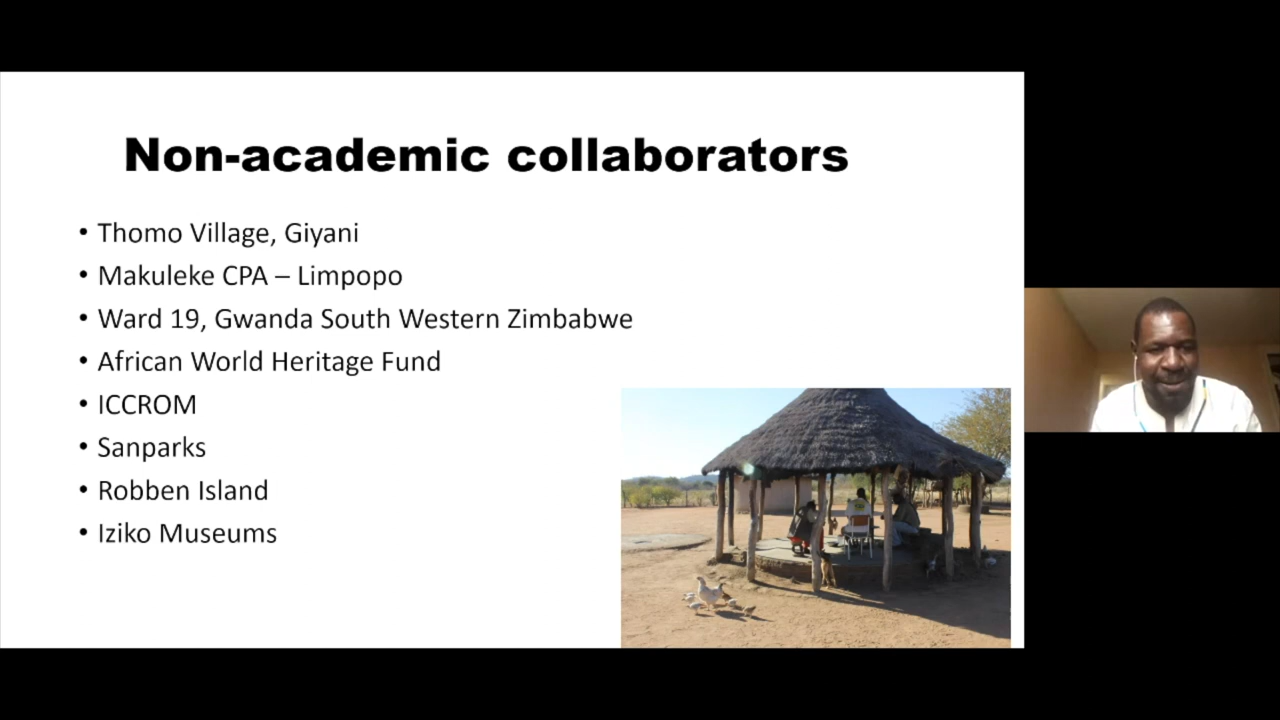 Non-academic collaborators
• Thomo Village, Giyani
• Makuleke CPA – Limpopo
• Ward 19, Gwanda South Western Zimbabwe
• African World Heritage Fund
• ICCROM
• Sanparks
• Robben Island
• Iziko Museums